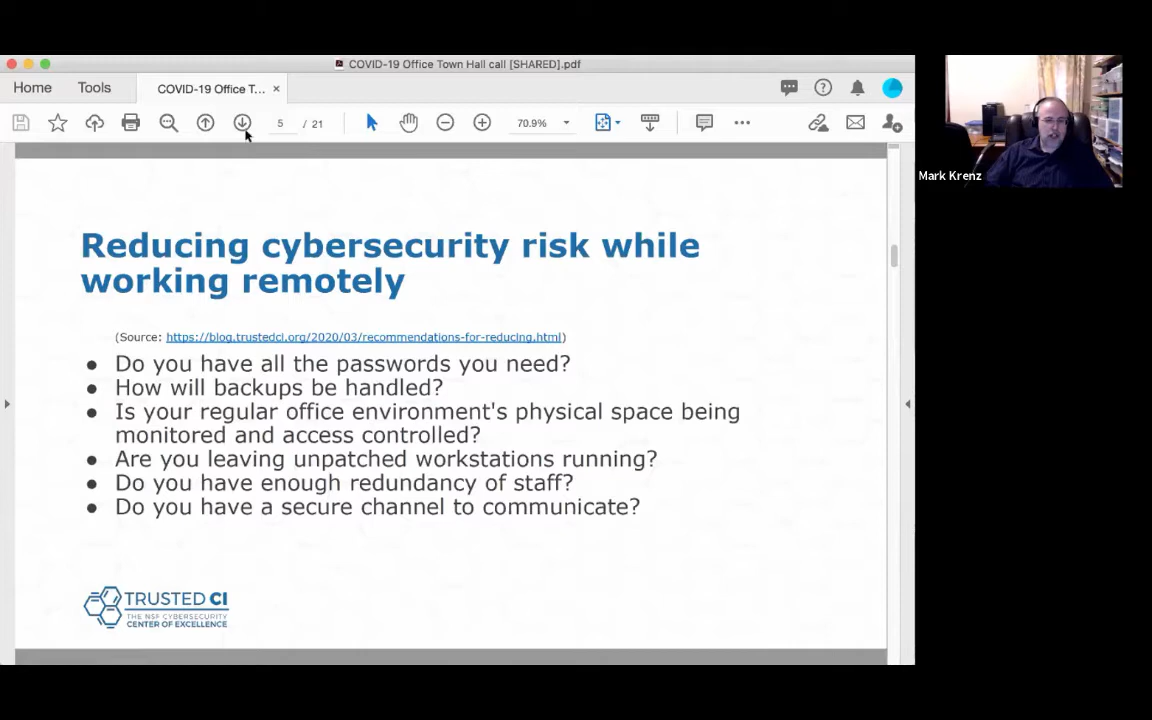 COVID-19 Office Town Hall call [SHARED].pdf
Home
Tools
COVID-19 Office T...
5 / 21
70.9%
Mark Krenz
Reducing cybersecurity risk while
working remotely
(Source: https://blog.trustedci.org/2020/03/recommendations-for-reducing.html)
● Do you have all the passwords you need?
● How will backups be handled?
● Is your regular office environment's physical space being
monitored and access controlled?
● Are you leaving unpatched workstations running?
● Do you have enough redundancy of staff?
● Do you have a secure channel to communicate?
TRUSTED CI
THE NSF CYBERSECURITY
CENTER OF EXCELLENCE